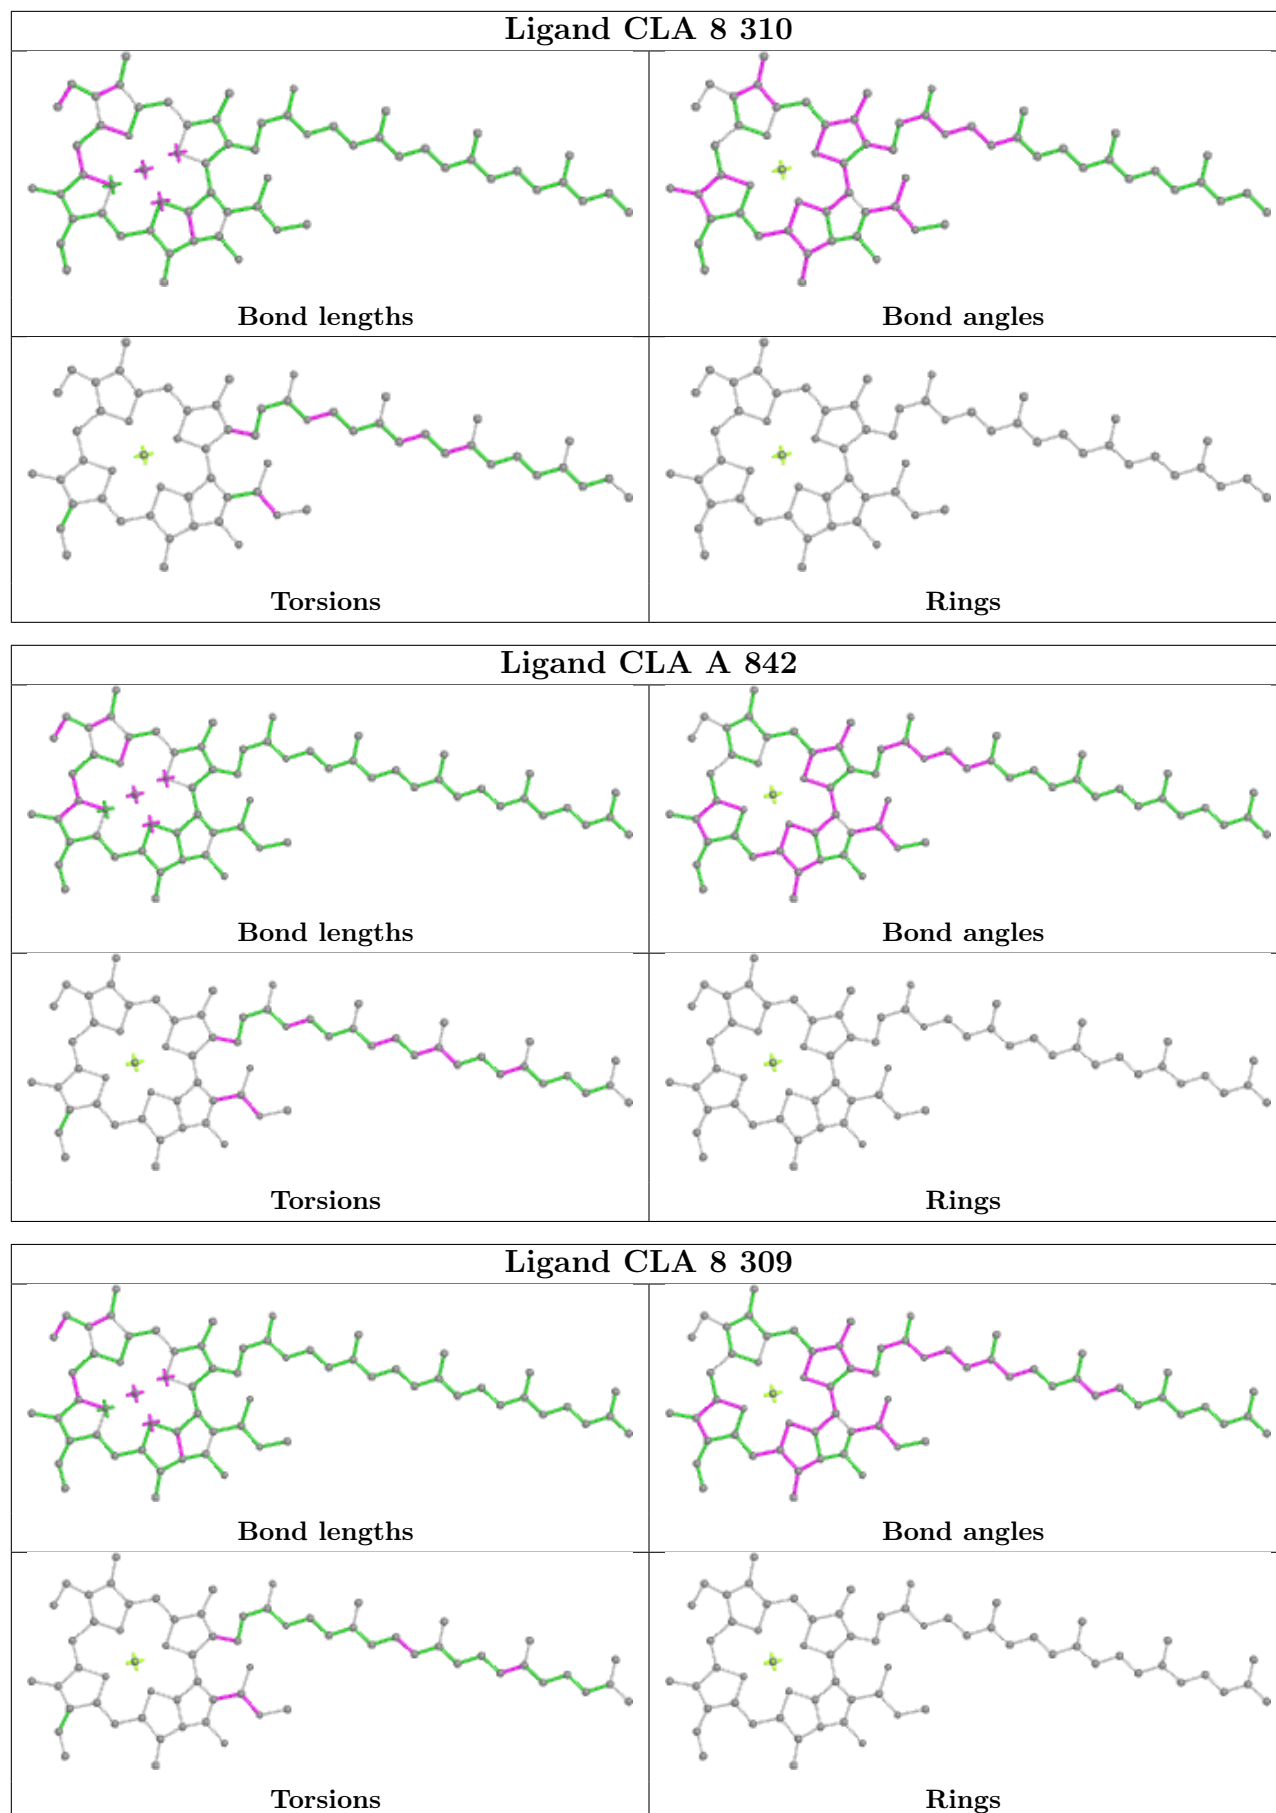 Ligand CLA 8 310
Bond lengths
Bond angles
Torsions
Rings
Ligand CLA A 842
Bond lengths
Bond angles
Torsions
Rings
Ligand CLA 8 309
Bond lengths
Bond angles
Torsions
Rings